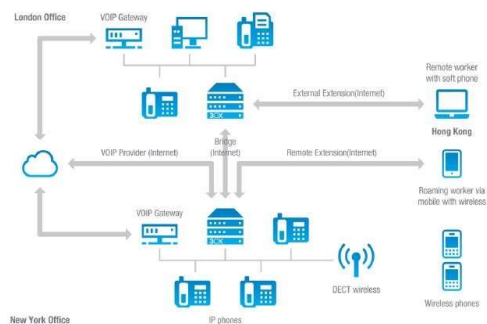 London Office
VOIP Gateway
Remote worker
with soft phone
External Extension(Internet)
3CX
Hong Kong
Bridge
(Internet)
VOIP Provider (Internet)
Remote Extension(Internet)
Roaming worker via
mobile with wireless
VOIP Gateway
3CX
DECT wireless
Wireless phones
New York Office
IP phones